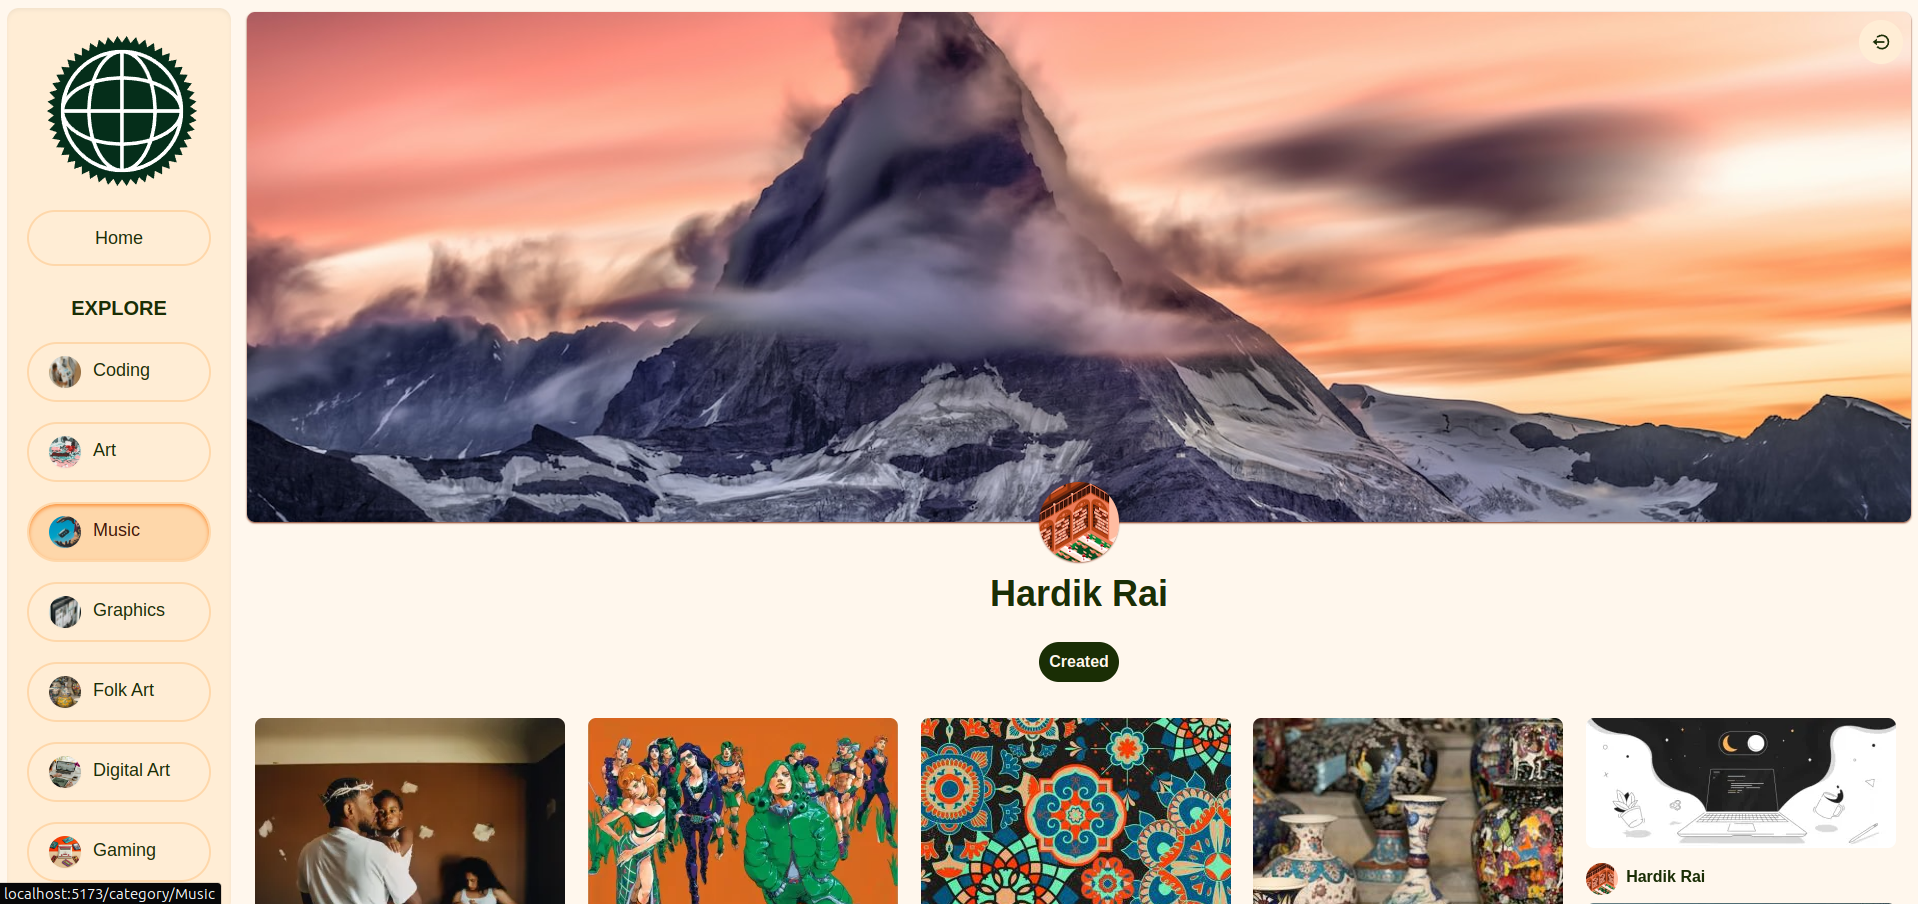 Home
EXPLORE
Coding
Art
Music
Graphics
Folk Art
Digital Art
Gaming
localhost:5173/category/Music
Hardik Rai
Created
Hardik Rai